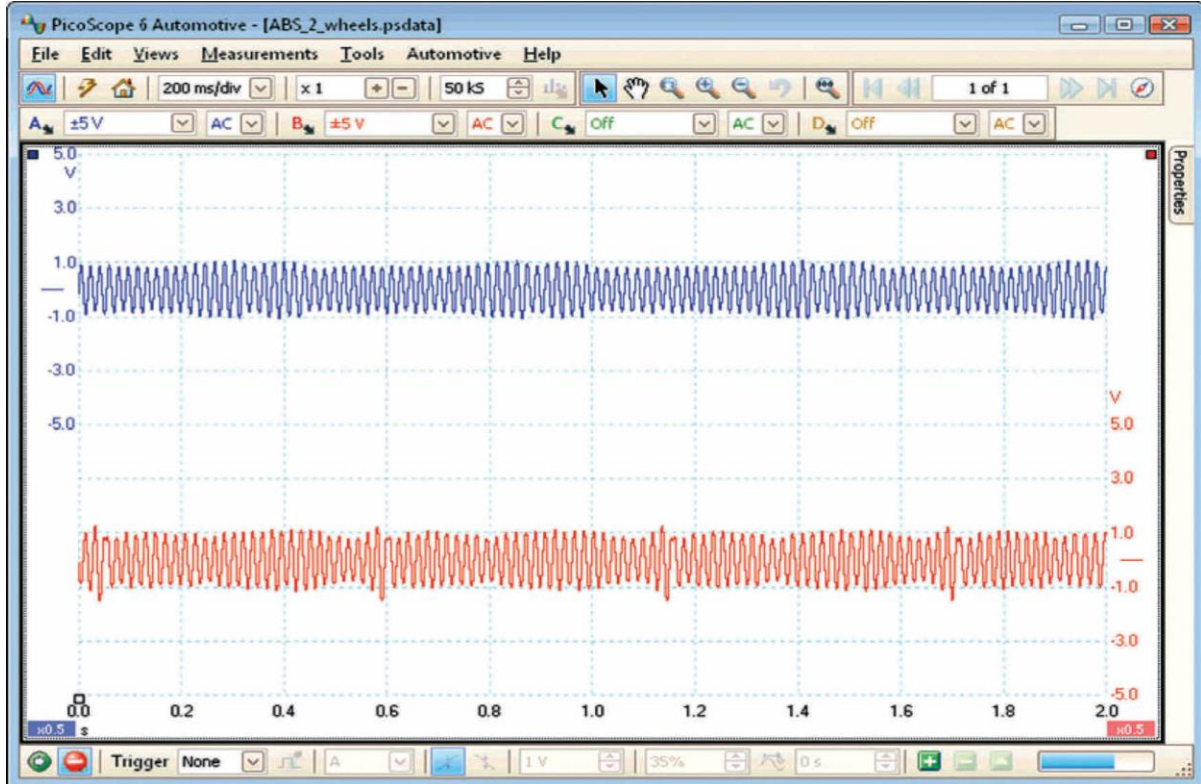 PicoScope 6 Automotive - [ABS_2_wheels.psdata]
File Edit Views Measurements Tools Automotive Help
200 ms/div x 1 + - 50 kS 1 of 1
A ±5 V AC B ±5 V AC C Off AC D Off AC
Properties
5.0
V
3.0
1.0
-1.0
-3.0
-5.0
V
5.0
3.0
1.0
-1.0
-3.0
-5.0
0.0 0.2 0.4 0.6 0.8 1.0 1.2 1.4 1.6 1.8 2.0
x0.5 s x0.5
Trigger None A 1 V 35% 0 s